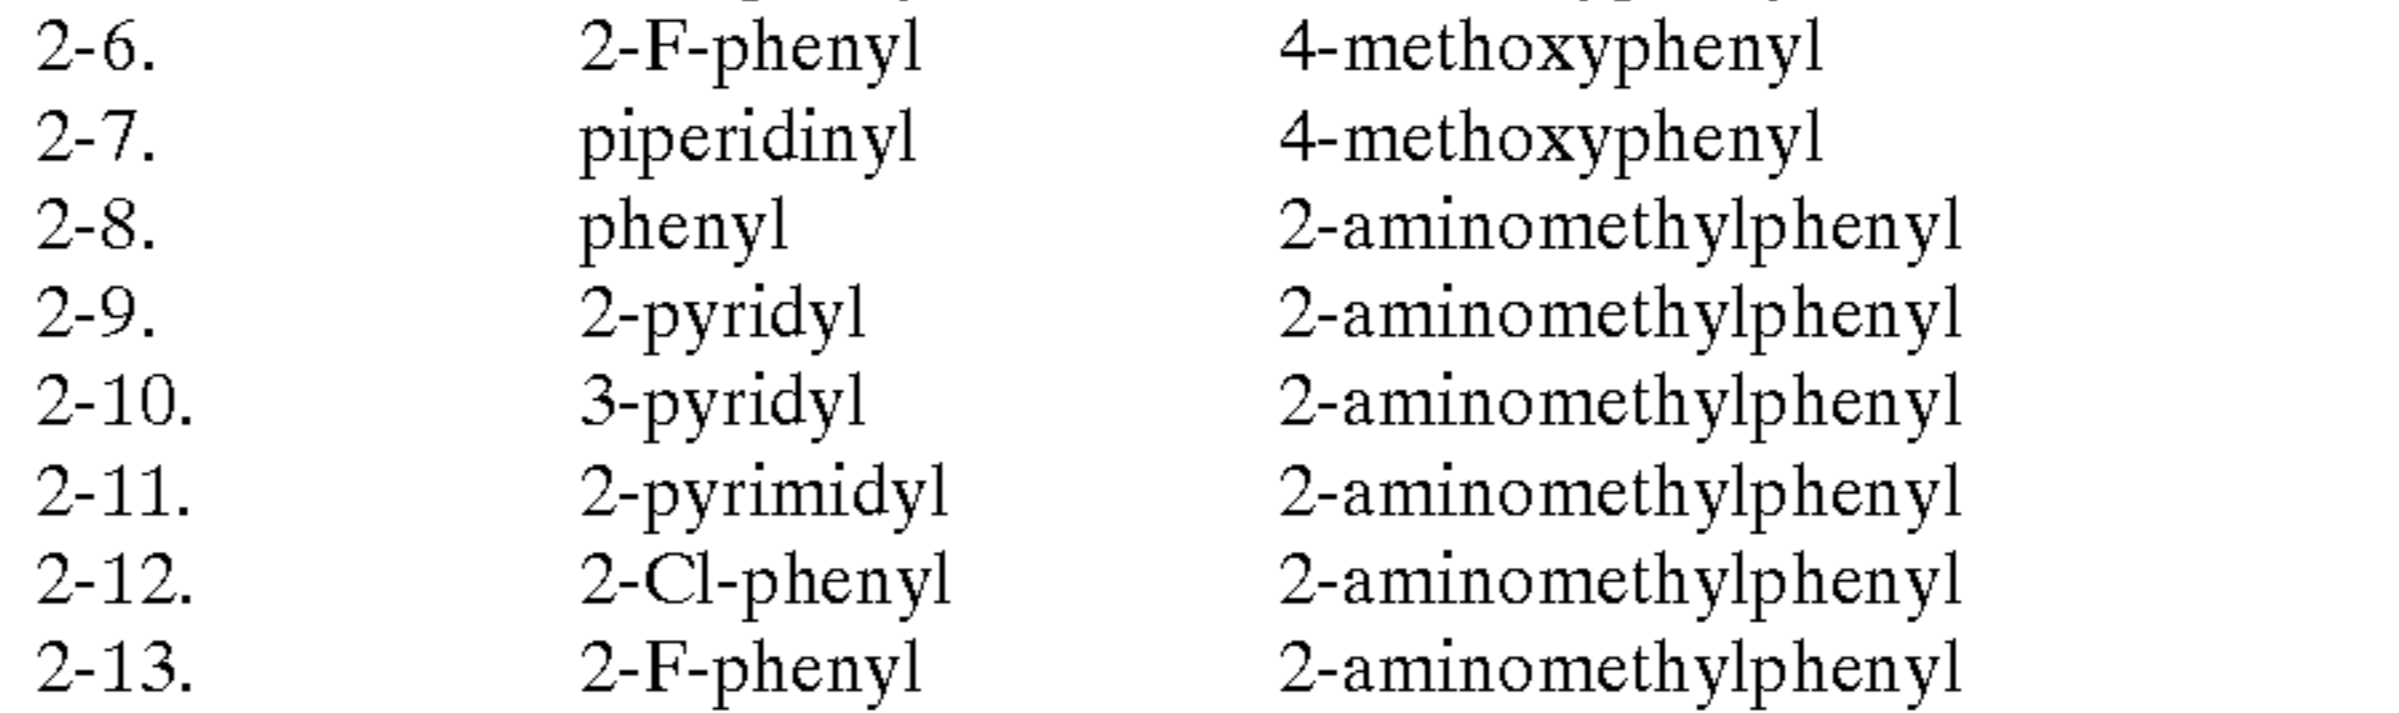 2-6. 2-F-phenyl 4-methoxyphenyl
2-7. piperidinyl 4-methoxyphenyl
2-8. phenyl 2-aminomethylphenyl
2-9. 2-pyridyl 2-aminomethylphenyl
2-10. 3-pyridyl 2-aminomethylphenyl
2-11. 2-pyrimidyl 2-aminomethylphenyl
2-12. 2-Cl-phenyl 2-aminomethylphenyl
2-13. 2-F-phenyl 2-aminomethylphenyl